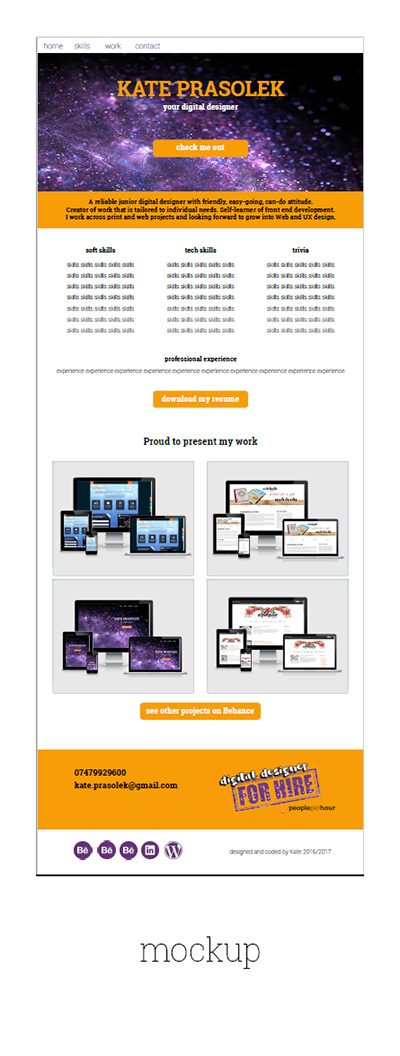 home skills work contact
KATE PRASOLEK
your digital designer
check me out
A reliable junior digital designer with friendly, easy-going, can-do attitude.
Creator of work that is tailored to individual needs. Self-learner of front end development.
I work across print and web projects and looking forward to grow into Web and UX design.
soft skills
skills skills skills skills skills
skills skills skills skills skills
skills skills skills skills skills
skills skills skills skills skills
skills skills skills skills skills
skills skills skills skills skills
skills skills skills skills skills
tech skills
skills skills skills skills skills
skills skills skills skills skills
skills skills skills skills skills
skills skills skills skills skills
skills skills skills skills skills
skills skills skills skills skills
skills skills skills skills skills
trivia
skills skills skills skills skills
skills skills skills skills skills
skills skills skills skills skills
skills skills skills skills skills
skills skills skills skills skills
skills skills skills skills skills
skills skills skills skills skills
professional experience
experience experience experience experience experience experience experience experience experience experience
download my resume
Proud to present my work
KATE PRASOLEK
see other projects on Behance
07479929600
kate.prasolek@gmail.com
digital designer
FOR HIRE
peopleperhour
Bē Bē Bē in W
designed and coded by Kate 2016/2017
mockup